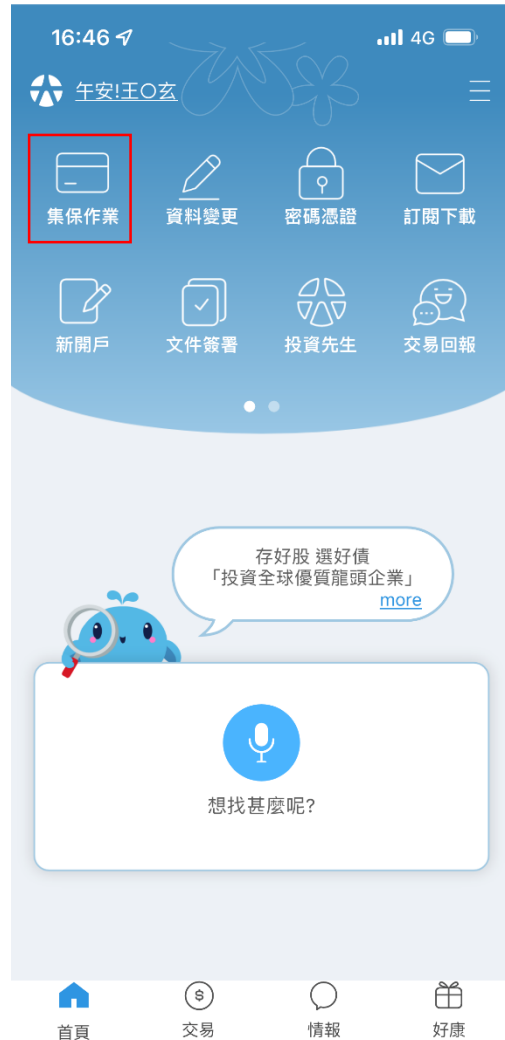 16:46
4G
午安!王O玄
集保作業
資料變更
密碼憑證
訂閱下載
新開戶
文件簽署
投資先生
交易回報
存好股 選好債
「投資全球優質龍頭企業」
more
想找甚麼呢?
首頁
交易
情報
好康